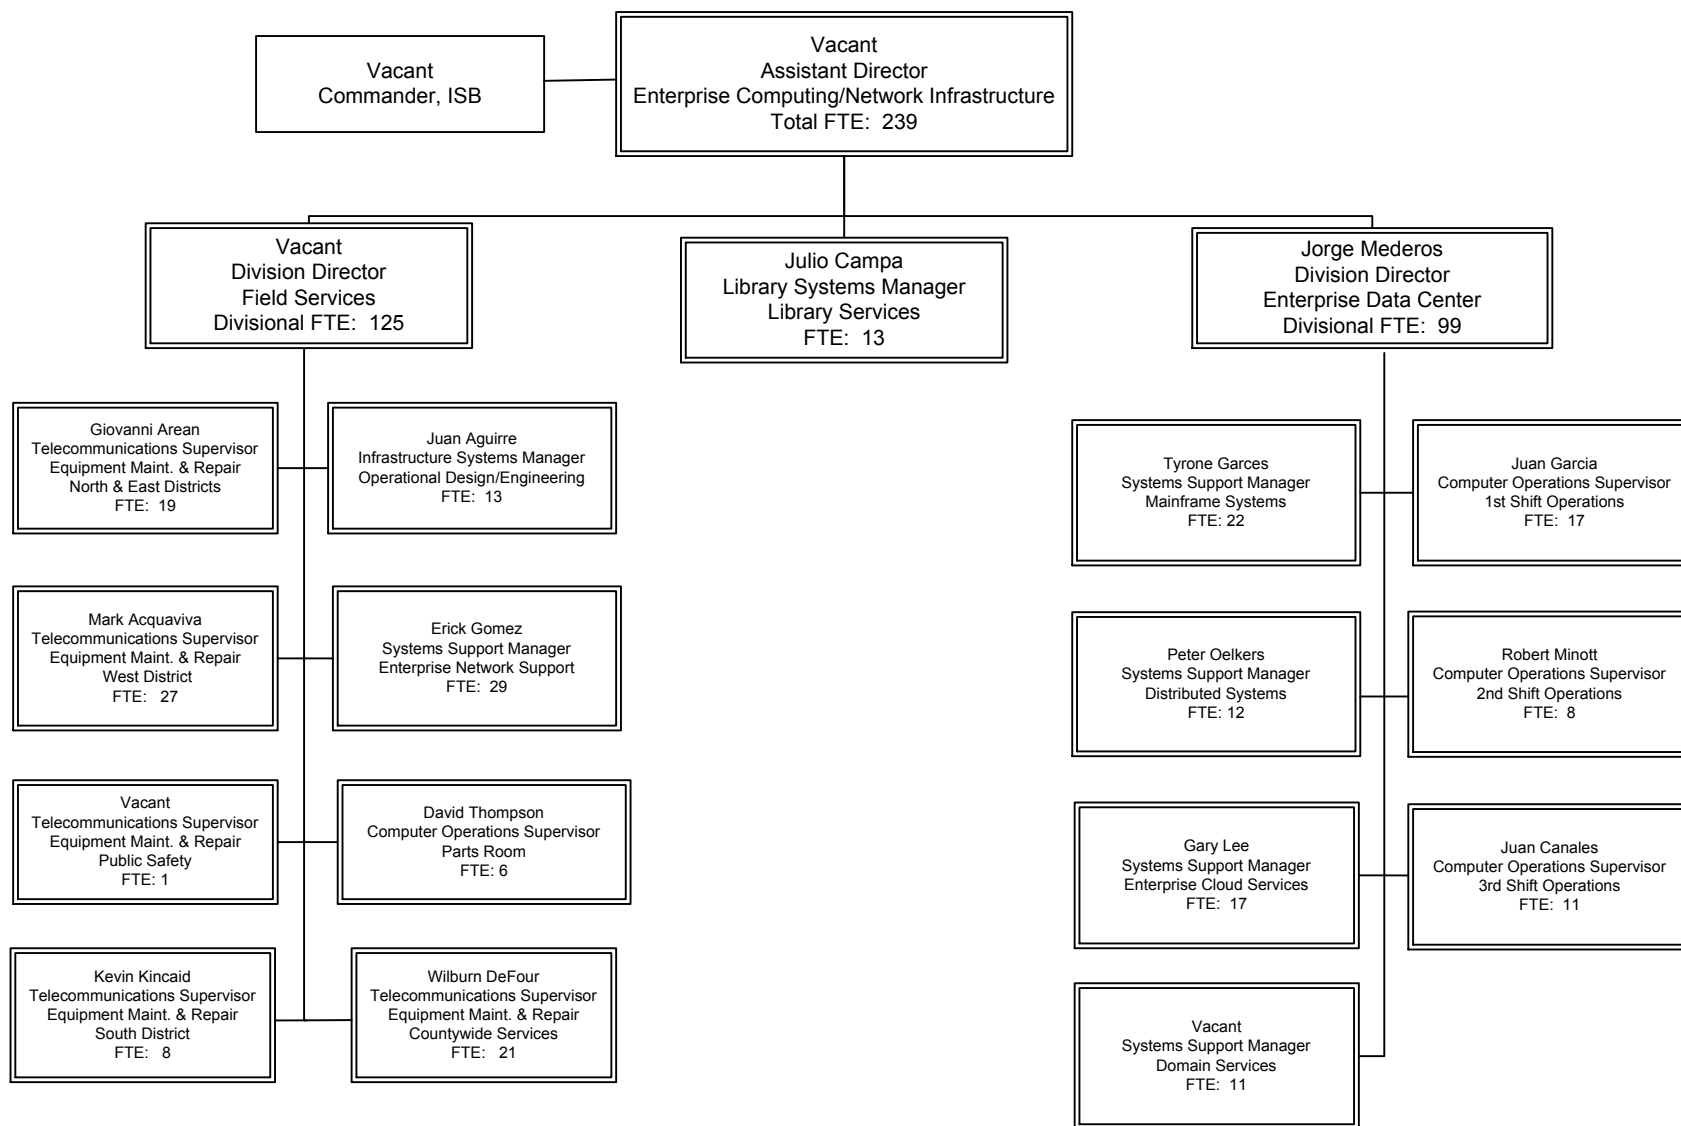 Vacant
Commander, ISB
Vacant
Assistant Director
Enterprise Computing/Network Infrastructure
Total FTE:  239
Vacant
Division Director
Field Services
Divisional FTE:  125
Julio Campa
Library Systems Manager
Library Services
FTE:  13
Jorge Mederos
Division Director
Enterprise Data Center
Divisional FTE:  99
Giovanni Arean
Telecommunications Supervisor
Equipment Maint. & Repair
North & East Districts
FTE:  19
Juan Aguirre
Infrastructure Systems Manager
Operational Design/Engineering
FTE:  13
Mark Acquaviva
Telecommunications Supervisor
Equipment Maint. & Repair
West District
FTE:   27
Erick Gomez
Systems Support Manager
Enterprise Network Support
FTE:  29
Vacant
Telecommunications Supervisor
Equipment Maint. & Repair
Public Safety
FTE: 1
David Thompson
Computer Operations Supervisor
Parts Room
FTE: 6
Kevin Kincaid
Telecommunications Supervisor
Equipment Maint. & Repair
South District
FTE:   8
Wilburn DeFour
Telecommunications Supervisor
Equipment Maint. & Repair
Countywide Services
FTE:   21
Tyrone Garces
Systems Support Manager
Mainframe Systems
FTE: 22
Juan Garcia
Computer Operations Supervisor
1st Shift Operations
FTE:  17
Peter Oelkers
Systems Support Manager
Distributed Systems
FTE: 12
Robert Minott
Computer Operations Supervisor
2nd Shift Operations
FTE:  8
Gary Lee
Systems Support Manager
Enterprise Cloud Services
FTE:  17
Juan Canales
Computer Operations Supervisor
3rd Shift Operations
FTE:  11
Vacant
Systems Support Manager
Domain Services
FTE:  11